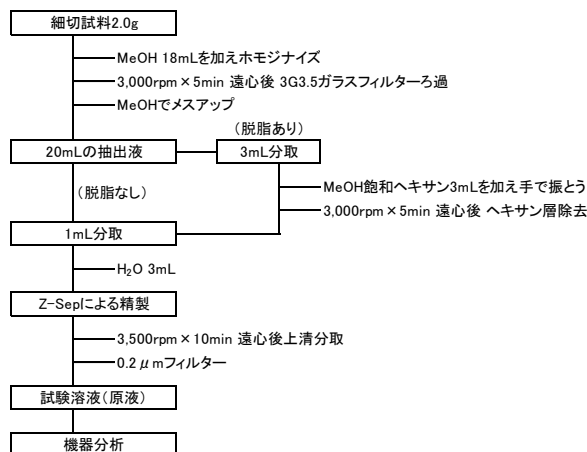 細切試料2.0g
MeOH 18mLを加えホモジナイズ
3,000rpm×5min 遠心後 3G3.5ガラスフィルターろ過
MeOHでメスアップ
(脱脂あり)
20mLの抽出液
3mL分取
(脱脂なし)
MeOH飽和ヘキサン3mLを加え手で振とう
3,000rpm×5min 遠心後 ヘキサン層除去
1mL分取
H₂O 3mL
Z-Sepによる精製
3,500rpm×10min 遠心後上清分取
0.2μmフィルター
試験溶液(原液)
機器分析